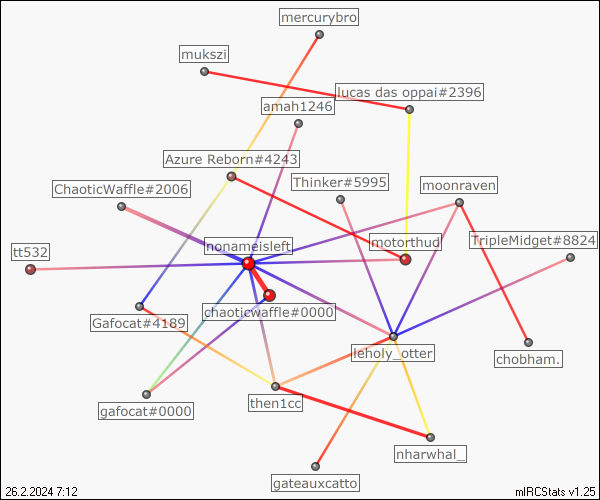 mercurybro
mukszi
lucas das oppai#2396
amah1246
Azure Reborn#4243
Thinker#5995
ChaoticWaffle#2006
moonraven
nonameisleft
motorthud
TripleMidget#8824
tt532
chaoticwaffle#0000
Gafocat#4189
leholy_otter
chobham.
then1cc
gafocat#0000
nharwhal_
gateauxcatto
26.2.2024 7:12
mIRCStats v1.25